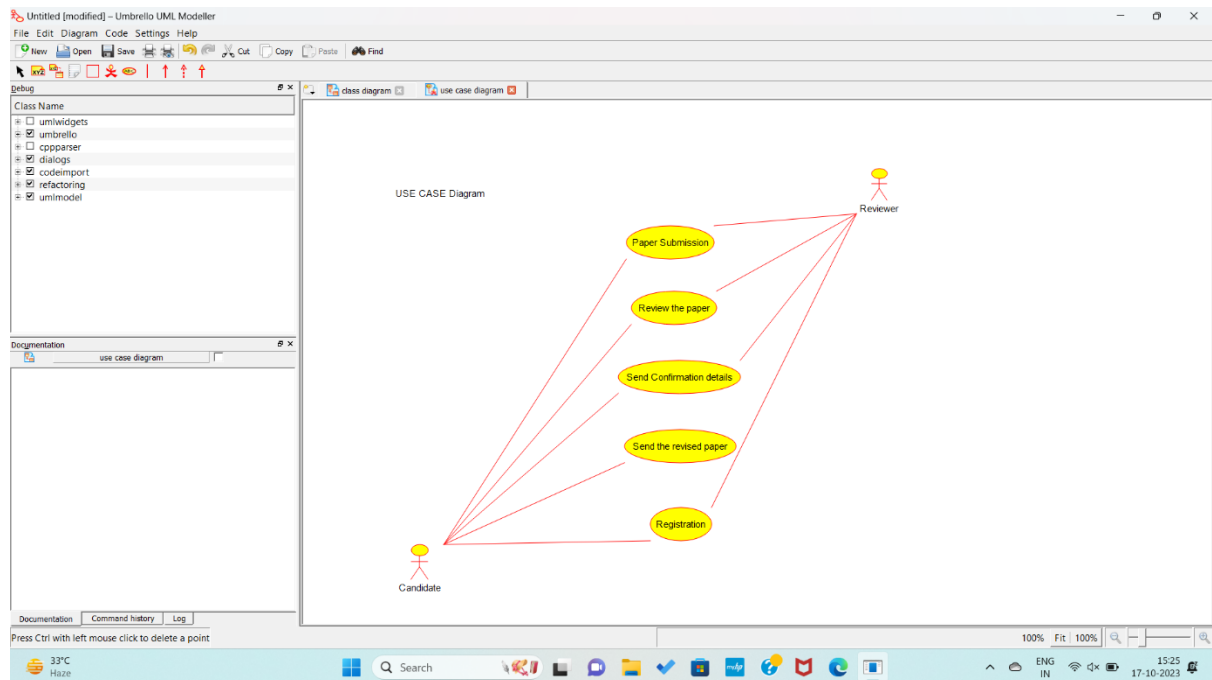 Untitled [modified] – Umbrello UML Modeller
File Edit Diagram Code Settings Help
New Open Save Cut Copy Paste Find
Debug
class diagram use case diagram
Class Name
umlwidgets
umbrello
cppparser
dialogs
codeimport
refactoring
umlmodel
USE CASE Diagram
Reviewer
Paper Submission
Review the paper
Send Confirmation details
Send the revised paper
Registration
Candidate
Documentation
use case diagram
Documentation Command history Log
Press Ctrl with left mouse click to delete a point
100% Fit 100%
33°C
Haze
Search
ENG
IN
15:25
17-10-2023